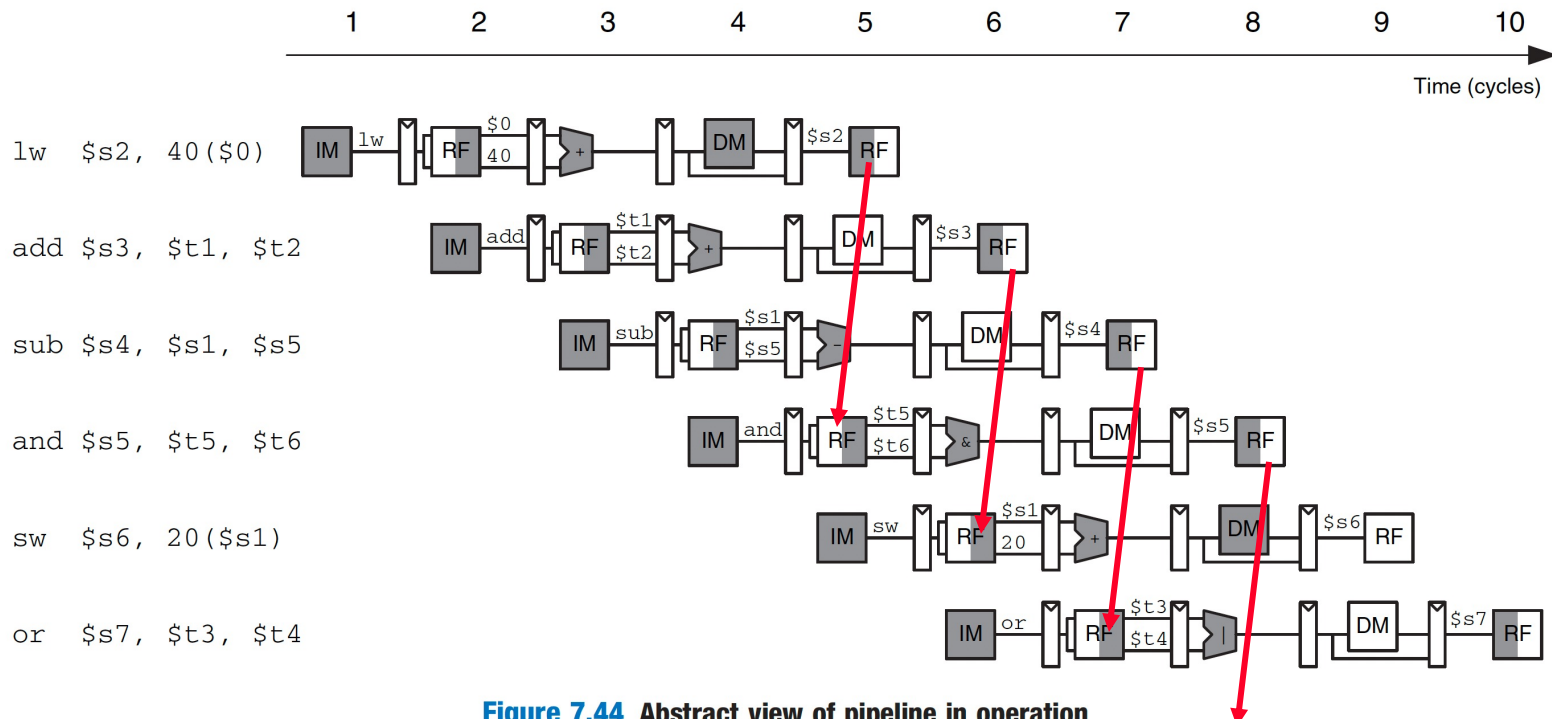 1 2 3 4 5 6 7 8 9 10
Time (cycles)
lw $s2, 40($0) IM lw RF $0 40 + DM $s2 RF
add $s3, $t1, $t2 IM add RF $t1 $t2 + DM $s3 RF
sub $s4, $s1, $s5 IM sub RF $s1 $s5 - DM $s4 RF
and $s5, $t5, $t6 IM and RF $t5 $t6 & DM $s5 RF
sw $s6, 20($s1) IM sw RF $s1 20 + DM $s6 RF
or $s7, $t3, $t4 IM or RF $t3 $t4 | DM $s7 RF
Figure 7.44 Abstract view of pipeline in operation